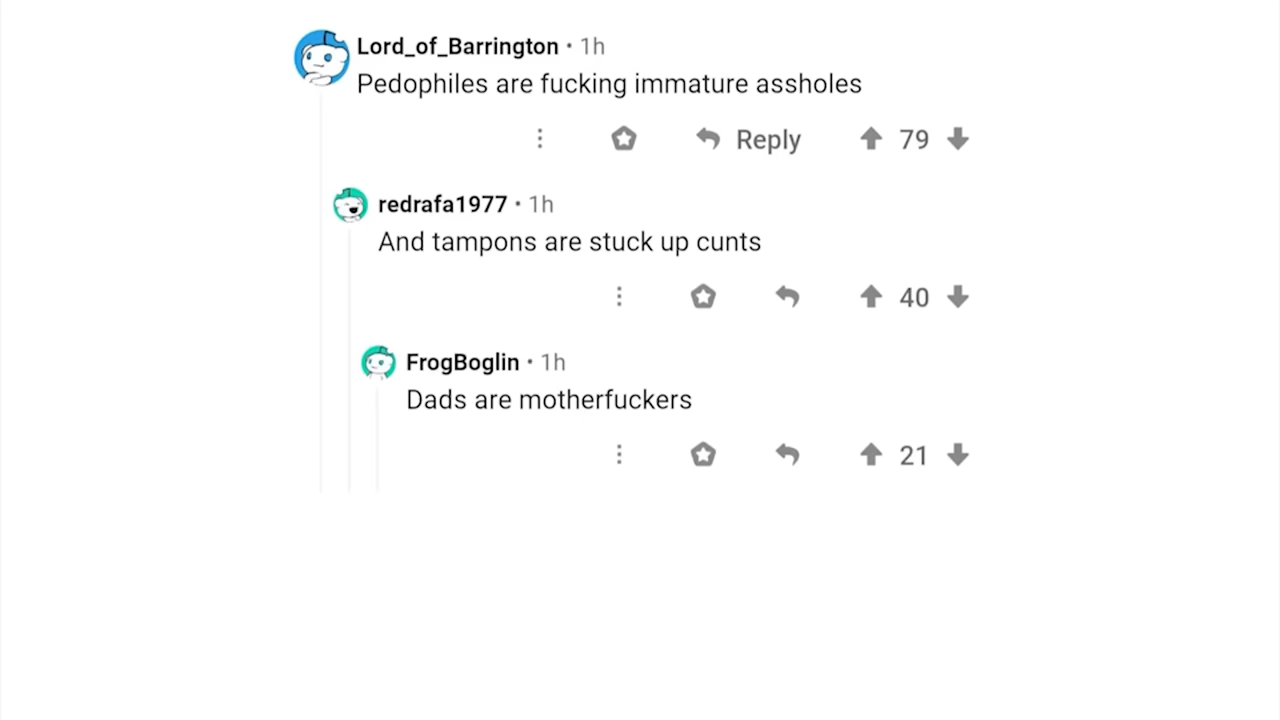 Lord_of_Barrington • 1h
Pedophiles are fucking immature assholes
Reply 79
redrafa1977 • 1h
And tampons are stuck up cunts
40
FrogBoglin • 1h
Dads are motherfuckers
21